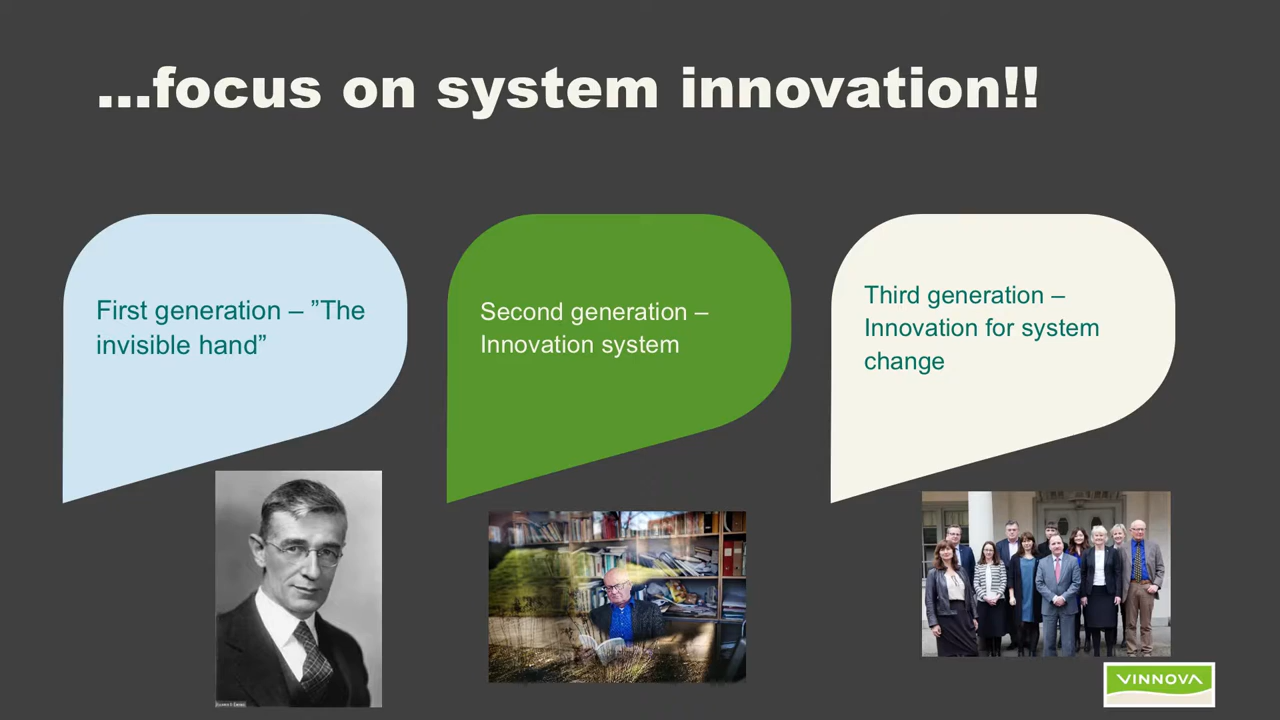 ...focus on system innovation!!
First generation – ”The
invisible hand”
Second generation –
Innovation system
Third generation –
Innovation for system
change
VINNOVA